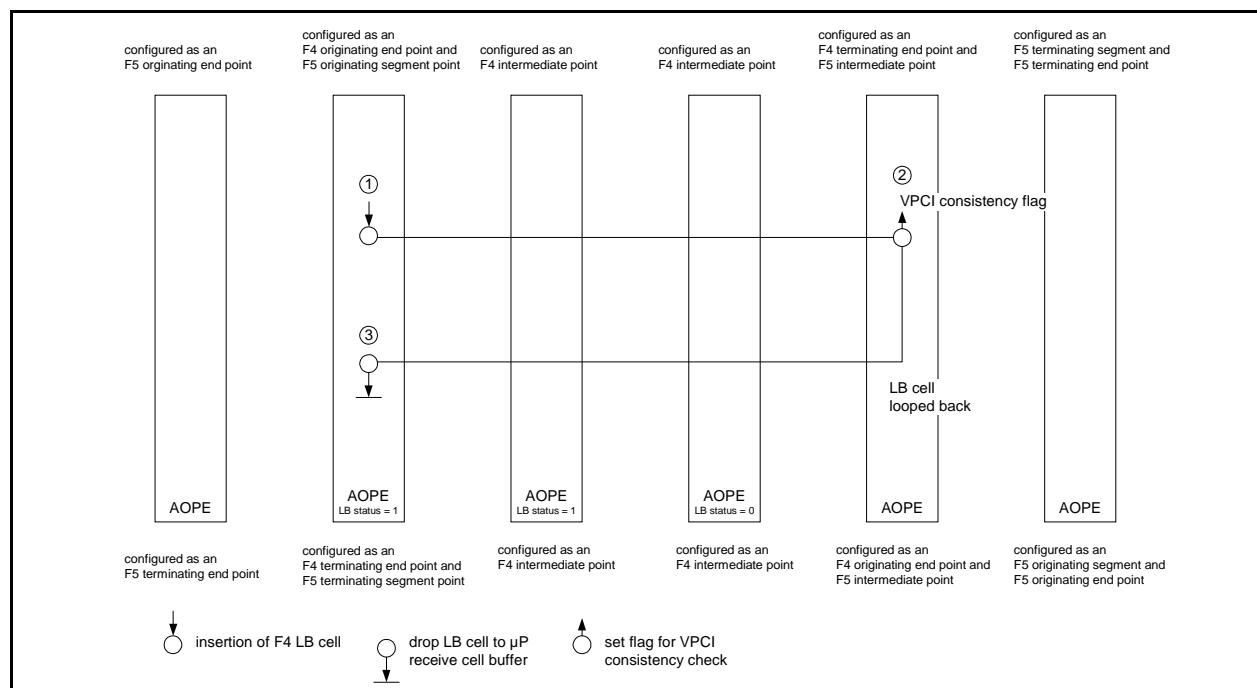 configured as an
F5 orginating end point
configured as an
F4 originating end point and
F5 originating segment point
configured as an
F4 intermediate point
configured as an
F4 intermediate point
configured as an
F4 terminating end point and
F5 intermediate point
configured as an
F5 terminating segment and
F5 terminating end point
1
2
VPCI consistency flag
3
LB cell
looped back
AOPE
AOPE
LB status = 1
AOPE
LB status = 1
AOPE
LB status = 0
AOPE
AOPE
configured as an
F5 terminating end point
configured as an
F4 terminating end point and
F5 terminating segment point
configured as an
F4 intermediate point
configured as an
F4 intermediate point
configured as an
F4 originating end point and
F5 intermediate point
configured as an
F5 originating segment and
F5 originating end point
insertion of F4 LB cell
drop LB cell to µP
receive cell buffer
set flag for VPCI
consistency check